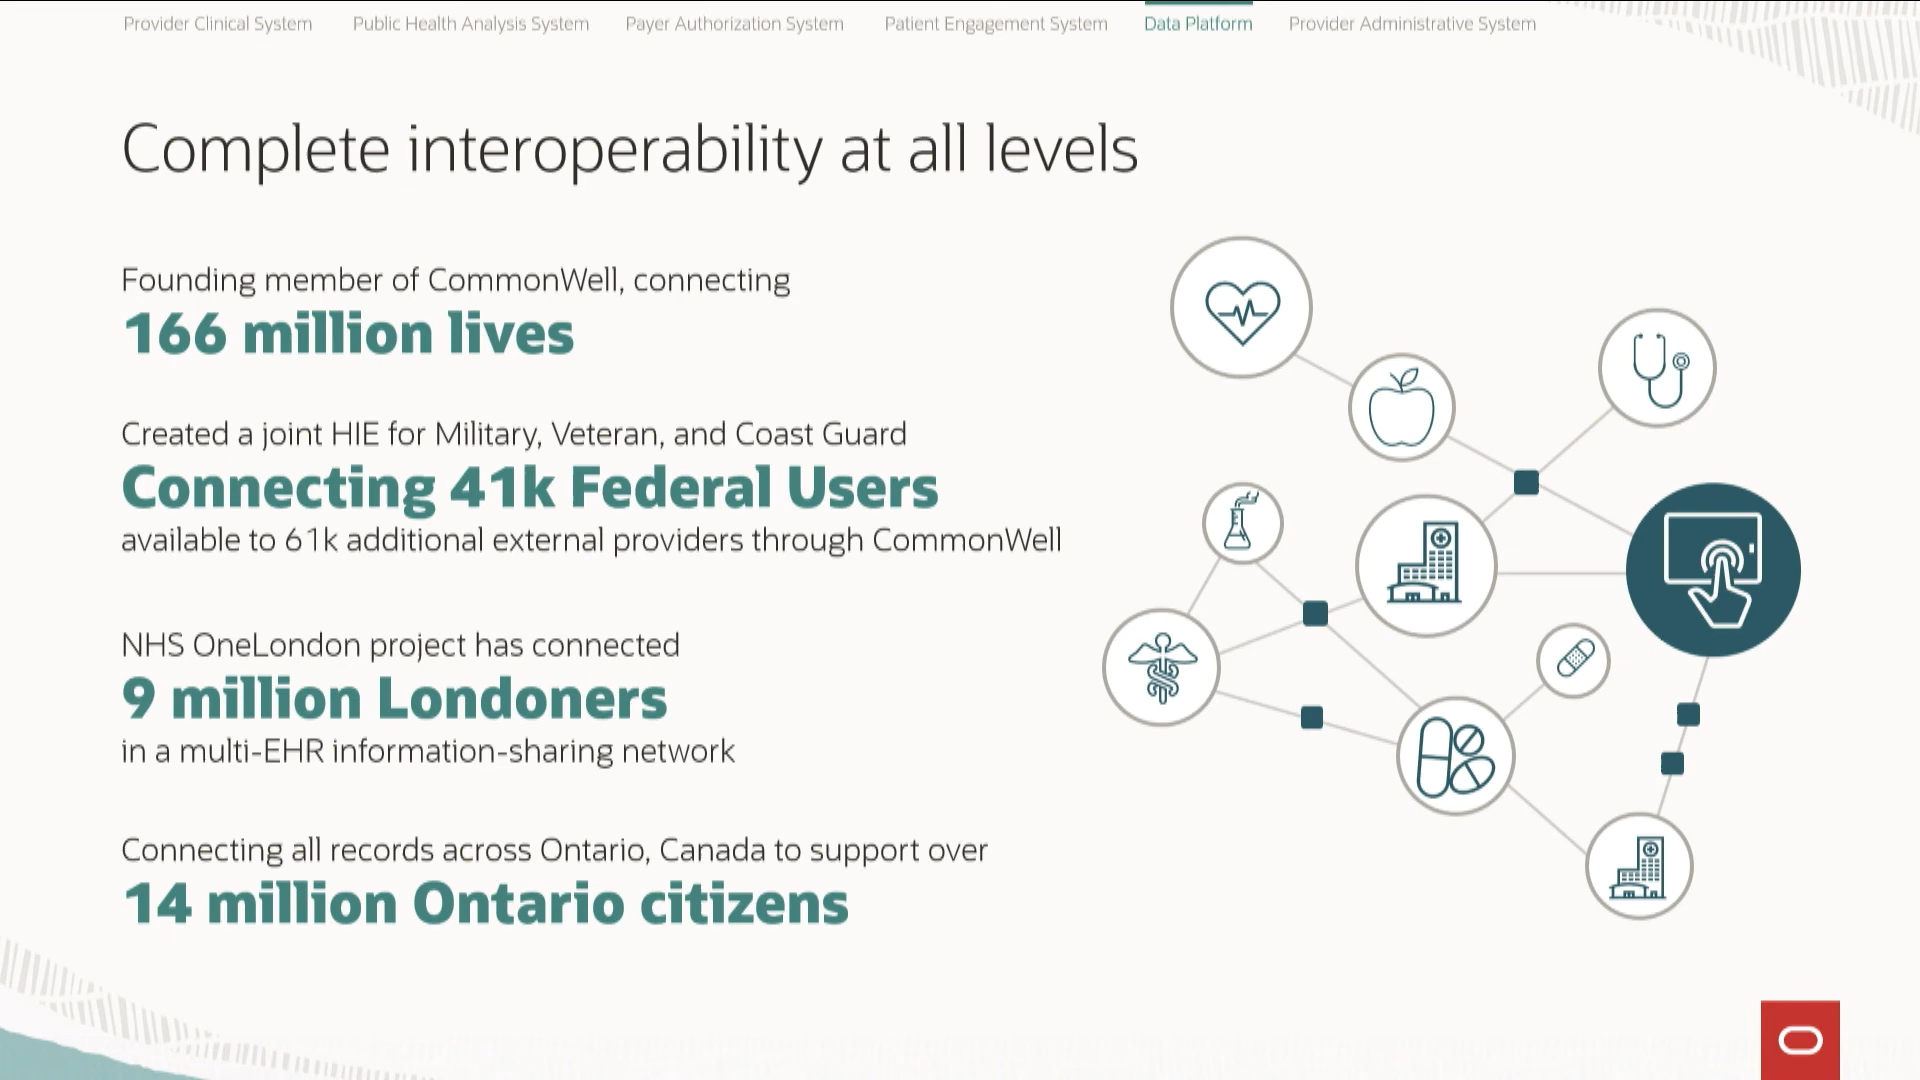 Provider Clinical System Public Health Analysis System Payer Authorization System Patient Engagement System Data Platform Provider Administrative System
Complete interoperability at all levels
Founding member of CommonWell, connecting
166 million lives
Created a joint HIE for Military, Veteran, and Coast Guard
Connecting 41k Federal Users
available to 61k additional external providers through CommonWell
NHS OneLondon project has connected
9 million Londoners
in a multi-EHR information-sharing network
Connecting all records across Ontario, Canada to support over
14 million Ontario citizens